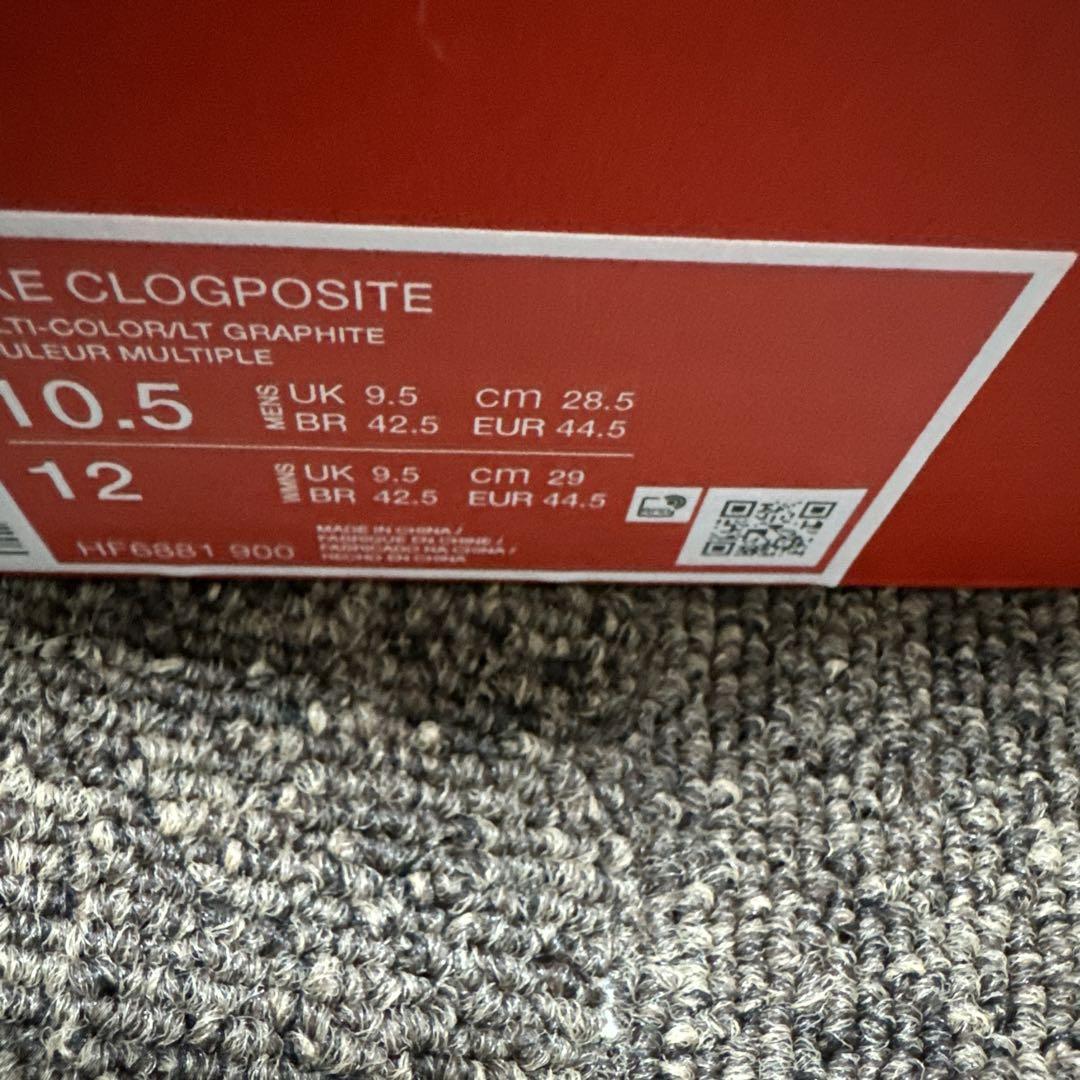 KE CLOGPOSITE
LTI-COLOR/LT GRAPHITE
ULEUR MULTIPLE
10.5 MENS UK 9.5 cm 28.5
BR 42.5 EUR 44.5
12 WMNS UK 9.5 cm 29
BR 42.5 EUR 44.5
MADE IN CHINA /
FABRIQUE EN CHINE /
HF6681 900 FABRICADO NA CHINA /
HECHO EN CHINA